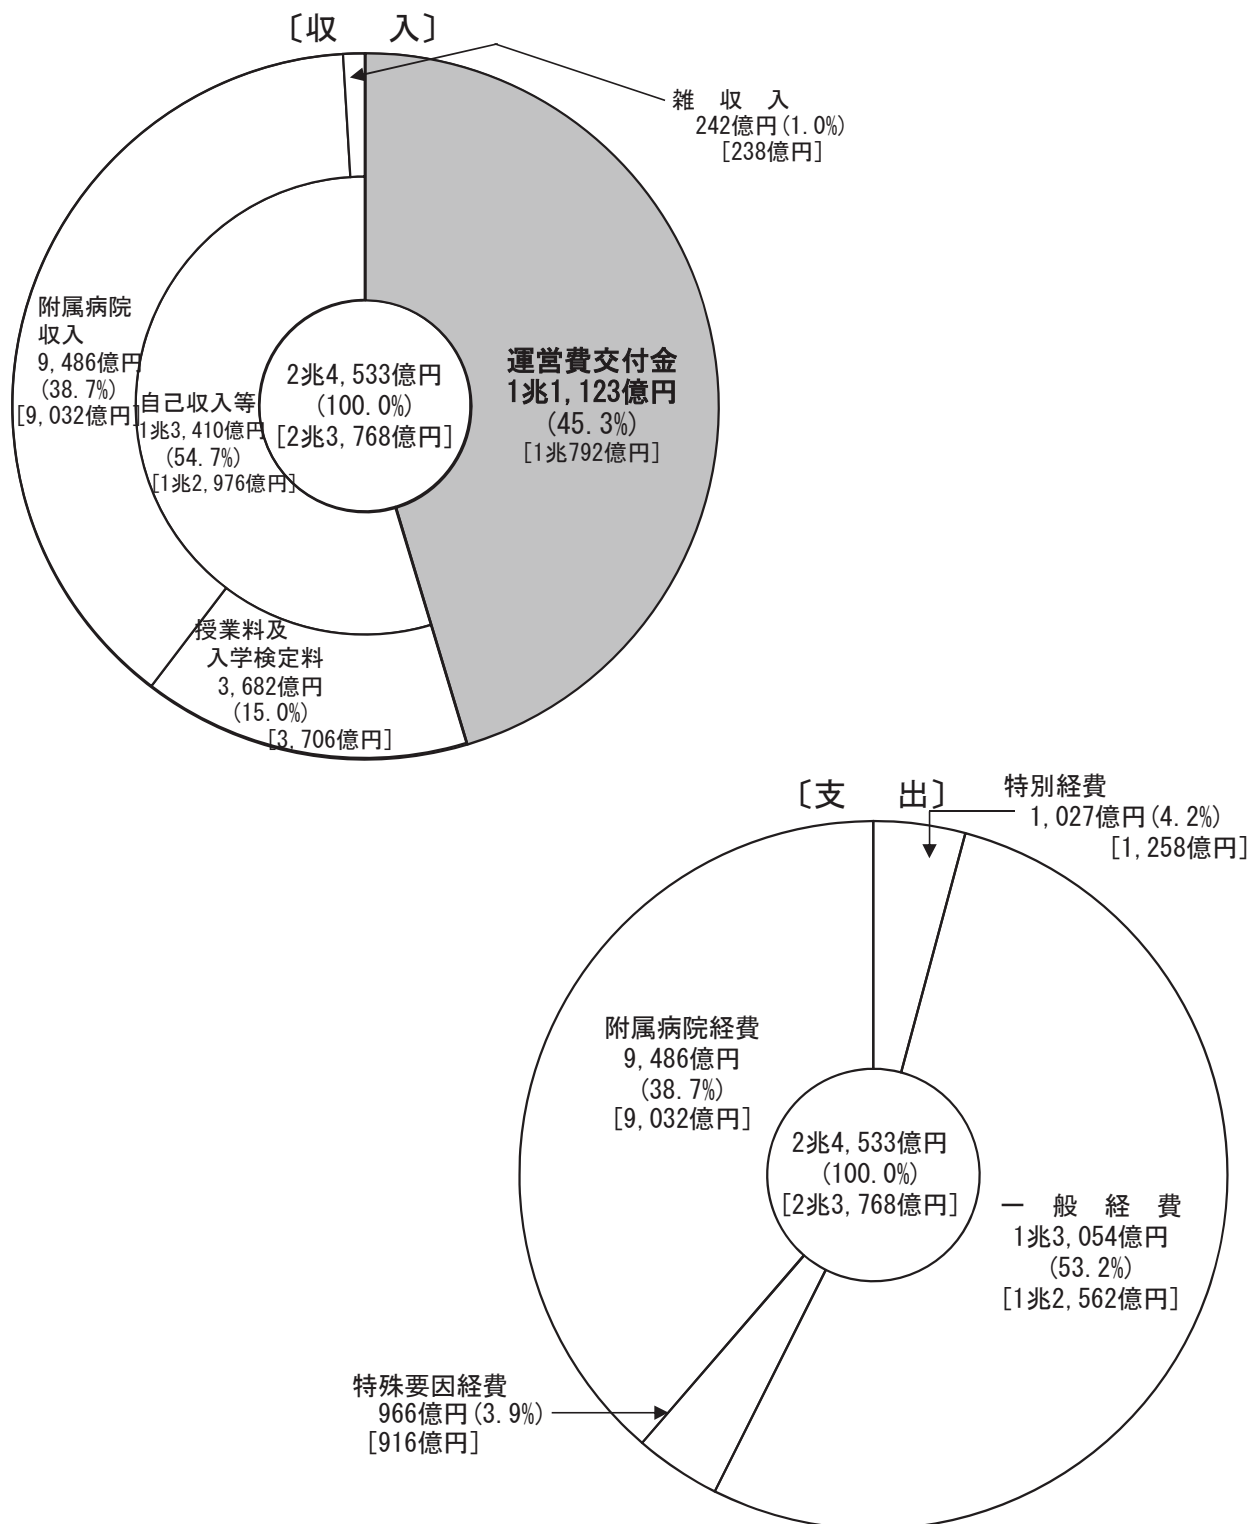 〔収　入〕
雑　収　入
242億円(1.0%)
[238億円]
附属病院
収入
9,486億円
(38.7%)
[9,032億円]
自己収入等
1兆3,410億円
(54.7%)
[1兆2,976億円]
2兆4,533億円
(100.0%)
[2兆3,768億円]
運営費交付金
1兆1,123億円
(45.3%)
[1兆792億円]
授業料及
入学検定料
3,682億円
(15.0%)
[3,706億円]
〔支　出〕
特別経費
1,027億円(4.2%)
[1,258億円]
附属病院経費
9,486億円
(38.7%)
[9,032億円]
2兆4,533億円
(100.0%)
[2兆3,768億円]
一　般　経　費
1兆3,054億円
(53.2%)
[1兆2,562億円]
特殊要因経費
966億円(3.9%)
[916億円]